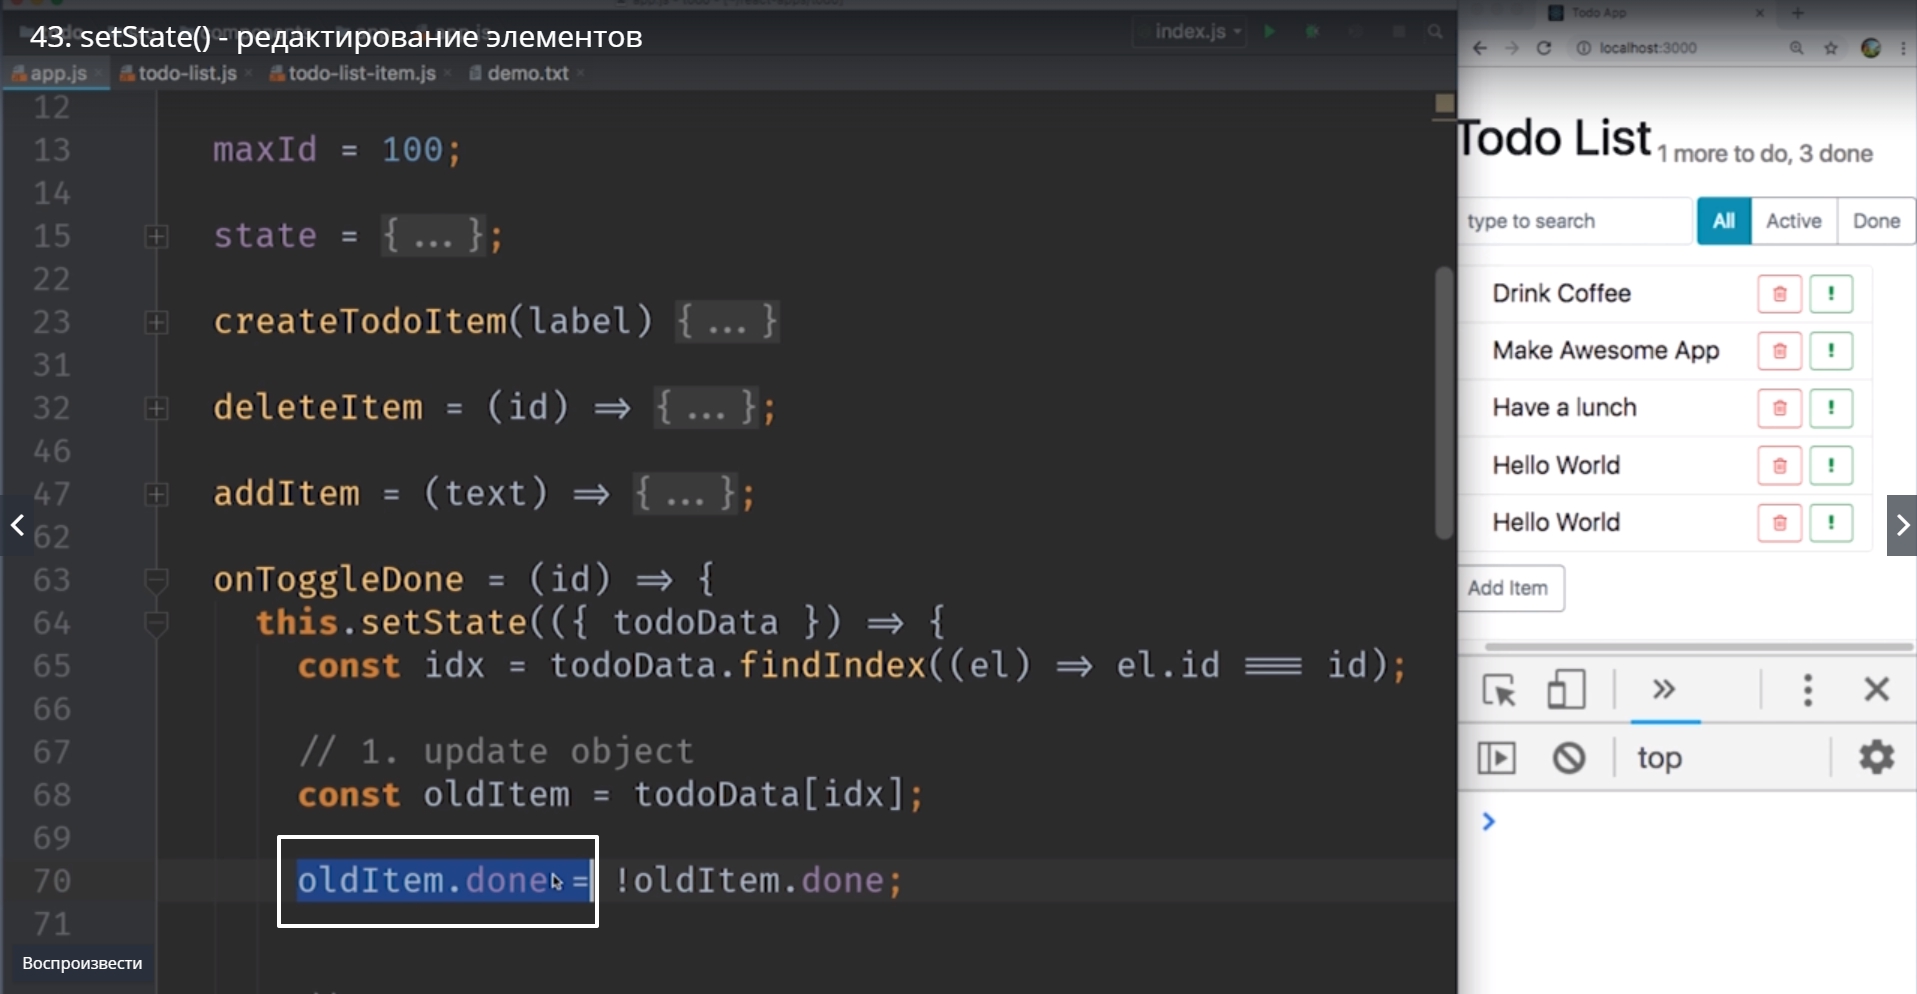 43. setState() - редактирование элементов
index.js
app.js
todo-list.js
todo-list-item.js
demo.txt
12
13 maxId = 100;
14
15 state = {...};
22
23 createTodoItem(label) {...}
31
32 deleteItem = (id) ⇒ {...};
46
47 addItem = (text) ⇒ {...};
62
63 onToggleDone = (id) ⇒ {
64 this.setState(({ todoData }) ⇒ {
65 const idx = todoData.findIndex((el) ⇒ el.id === id);
66
67 // 1. update object
68 const oldItem = todoData[idx];
69
70 oldItem.done = !oldItem.done;
71
Воспроизвести
Todo App
localhost:3000
Todo List 1 more to do, 3 done
type to search All Active Done
Drink Coffee
Make Awesome App
Have a lunch
Hello World
Hello World
Add Item
top